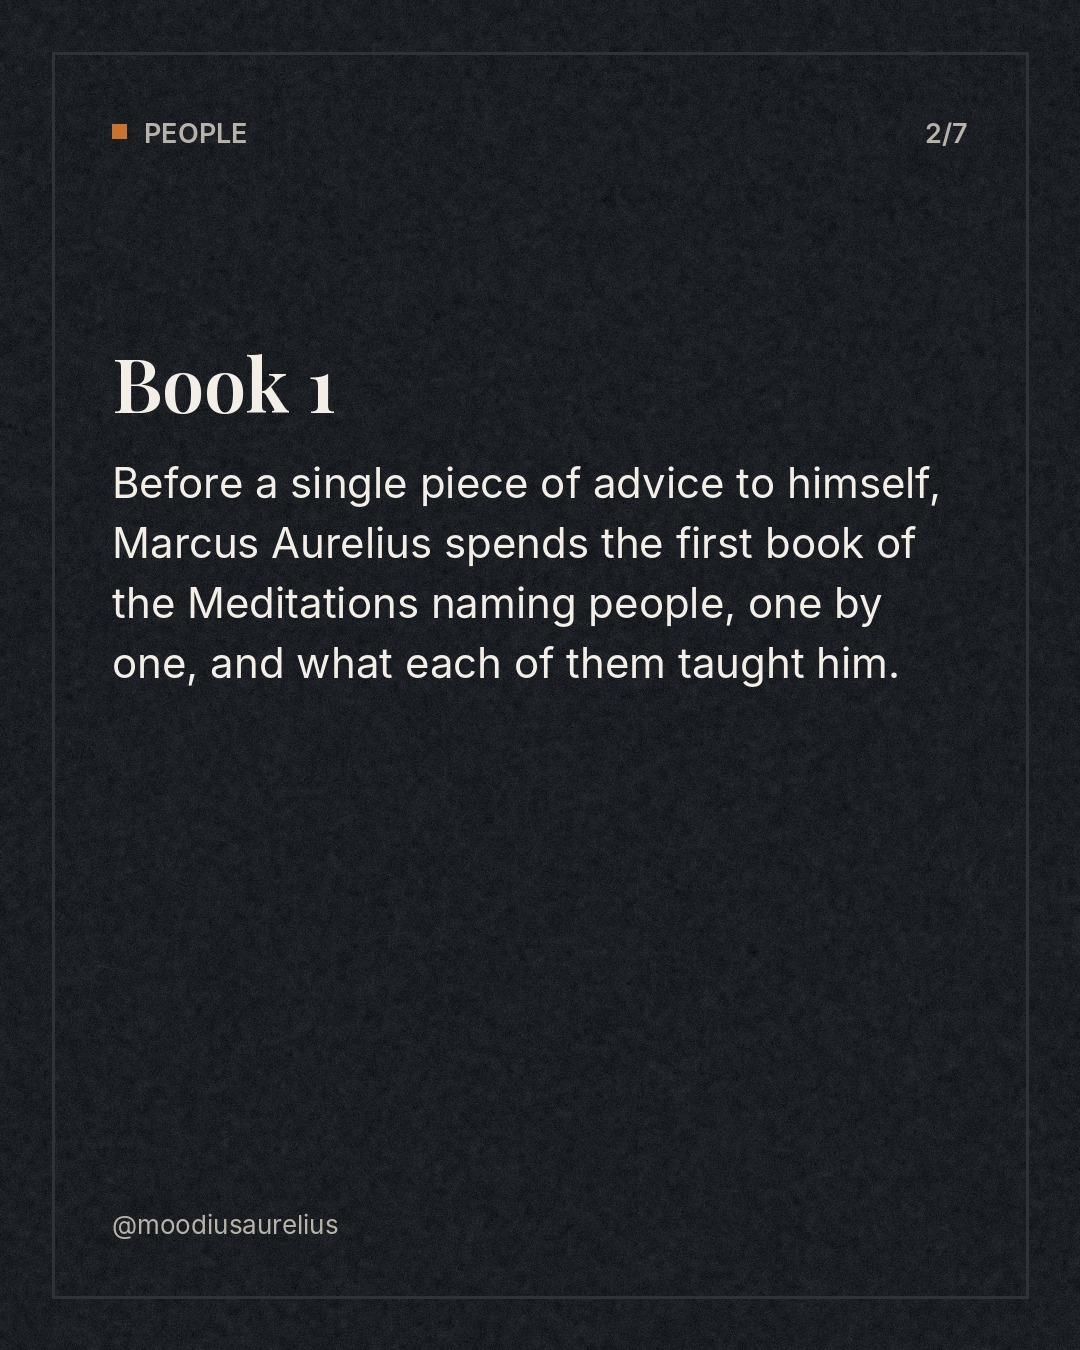 PEOPLE
2/7
Book 1
Before a single piece of advice to himself,
Marcus Aurelius spends the first book of
the Meditations naming people, one by
one, and what each of them taught him.
@moodiusaurelius